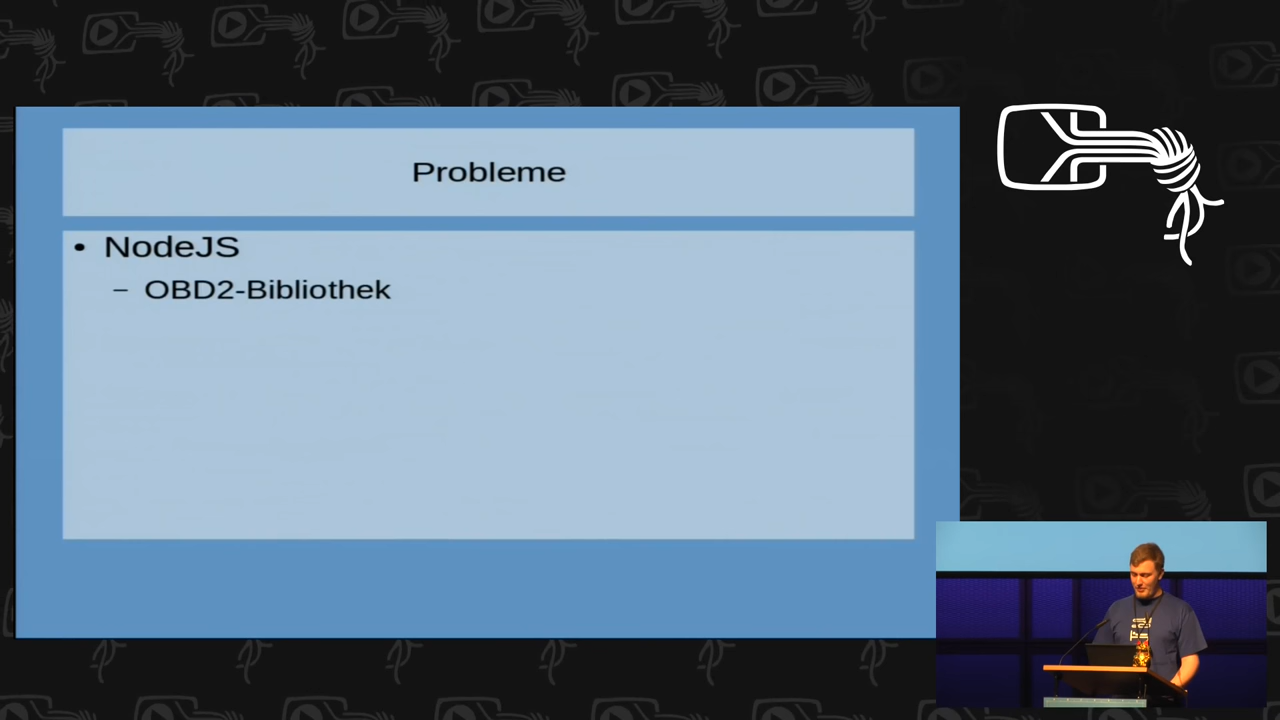 Probleme
• NodeJS
– OBD2-Bibliothek